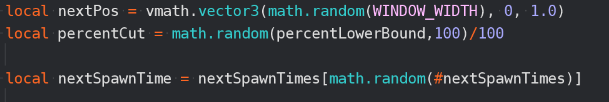 local nextPos = vmath.vector3(math.random(WINDOW_WIDTH), 0, 1.0)
local percentCut = math.random(percentLowerBound,100)/100
local nextSpawnTime = nextSpawnTimes[math.random(#nextSpawnTimes)]